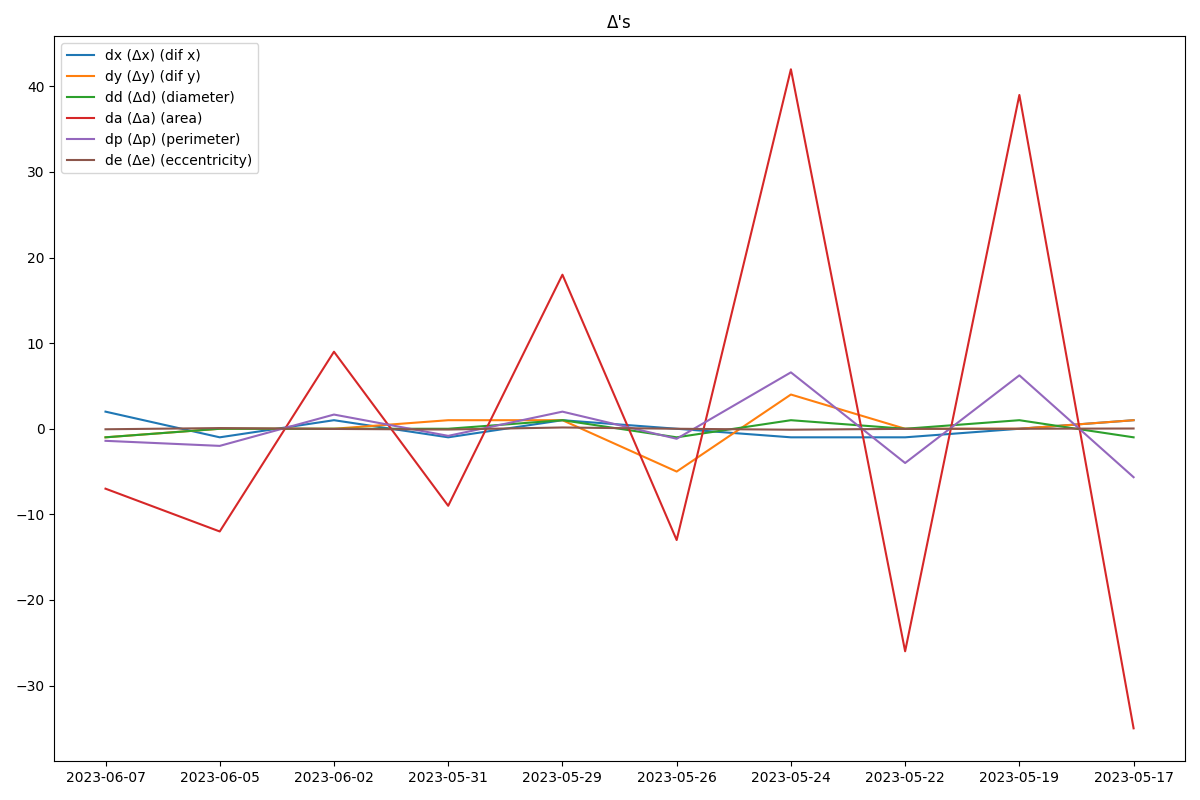 Δ's
dx (Δx) (dif x)
dy (Δy) (dif y)
dd (Δd) (diameter)
da (Δa) (area)
dp (Δp) (perimeter)
de (Δe) (eccentricity)
40
30
20
10
0
−10
−20
−30
2023-06-07 2023-06-05 2023-06-02 2023-05-31 2023-05-29 2023-05-26 2023-05-24 2023-05-22 2023-05-19 2023-05-17